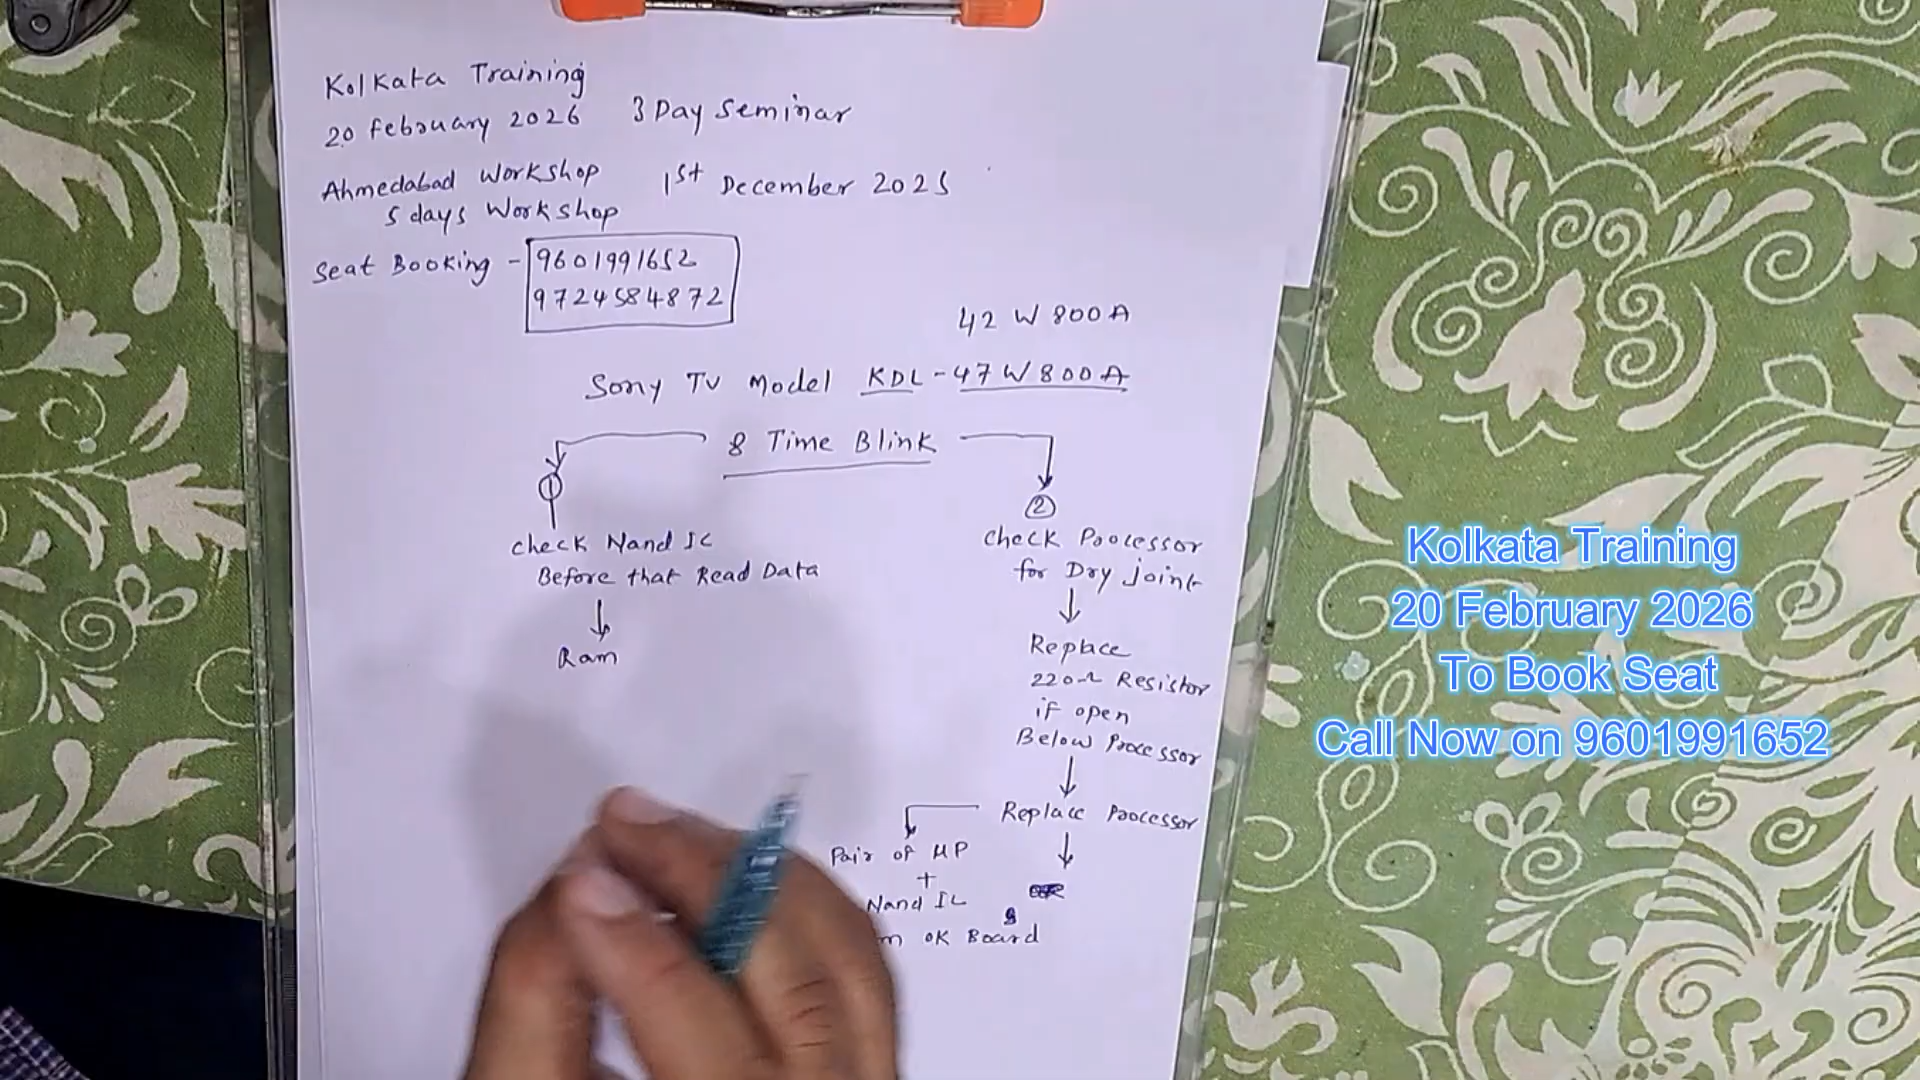 Kolkata Training
20 February 2026 3 Day Seminar
Ahmedabad Workshop 1st December 2025
5 days Workshop
Seat Booking - 9601991652
9724584872
42 W 800A
Sony TV Model KDL - 47 W 800A
8 Time Blink
1
check Nand IC
Before that Read Data
Ram
2
check Processor
for Dry joint
Replace
220Ω Resistor
if open
Below Processor
Replace Processor
Pair of µP
+
Nand IC
OK Board
Kolkata Training
20 February 2026
To Book Seat
Call Now on 9601991652